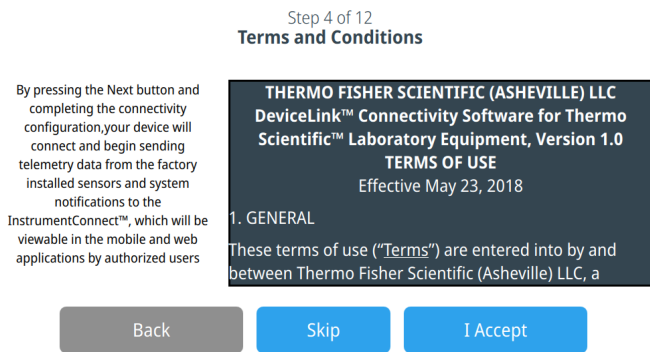 Step 4 of 12
Terms and Conditions
By pressing the Next button and
completing the connectivity
configuration,your device will
connect and begin sending
telemetry data from the factory
installed sensors and system
notifications to the
InstrumentConnect™, which will be
viewable in the mobile and web
applications by authorized users
THERMO FISHER SCIENTIFIC (ASHEVILLE) LLC
DeviceLink™ Connectivity Software for Thermo
Scientific™ Laboratory Equipment, Version 1.0
TERMS OF USE
Effective May 23, 2018
1. GENERAL
These terms of use (“Terms”) are entered into by and
between Thermo Fisher Scientific (Asheville) LLC, a
Back
Skip
I Accept